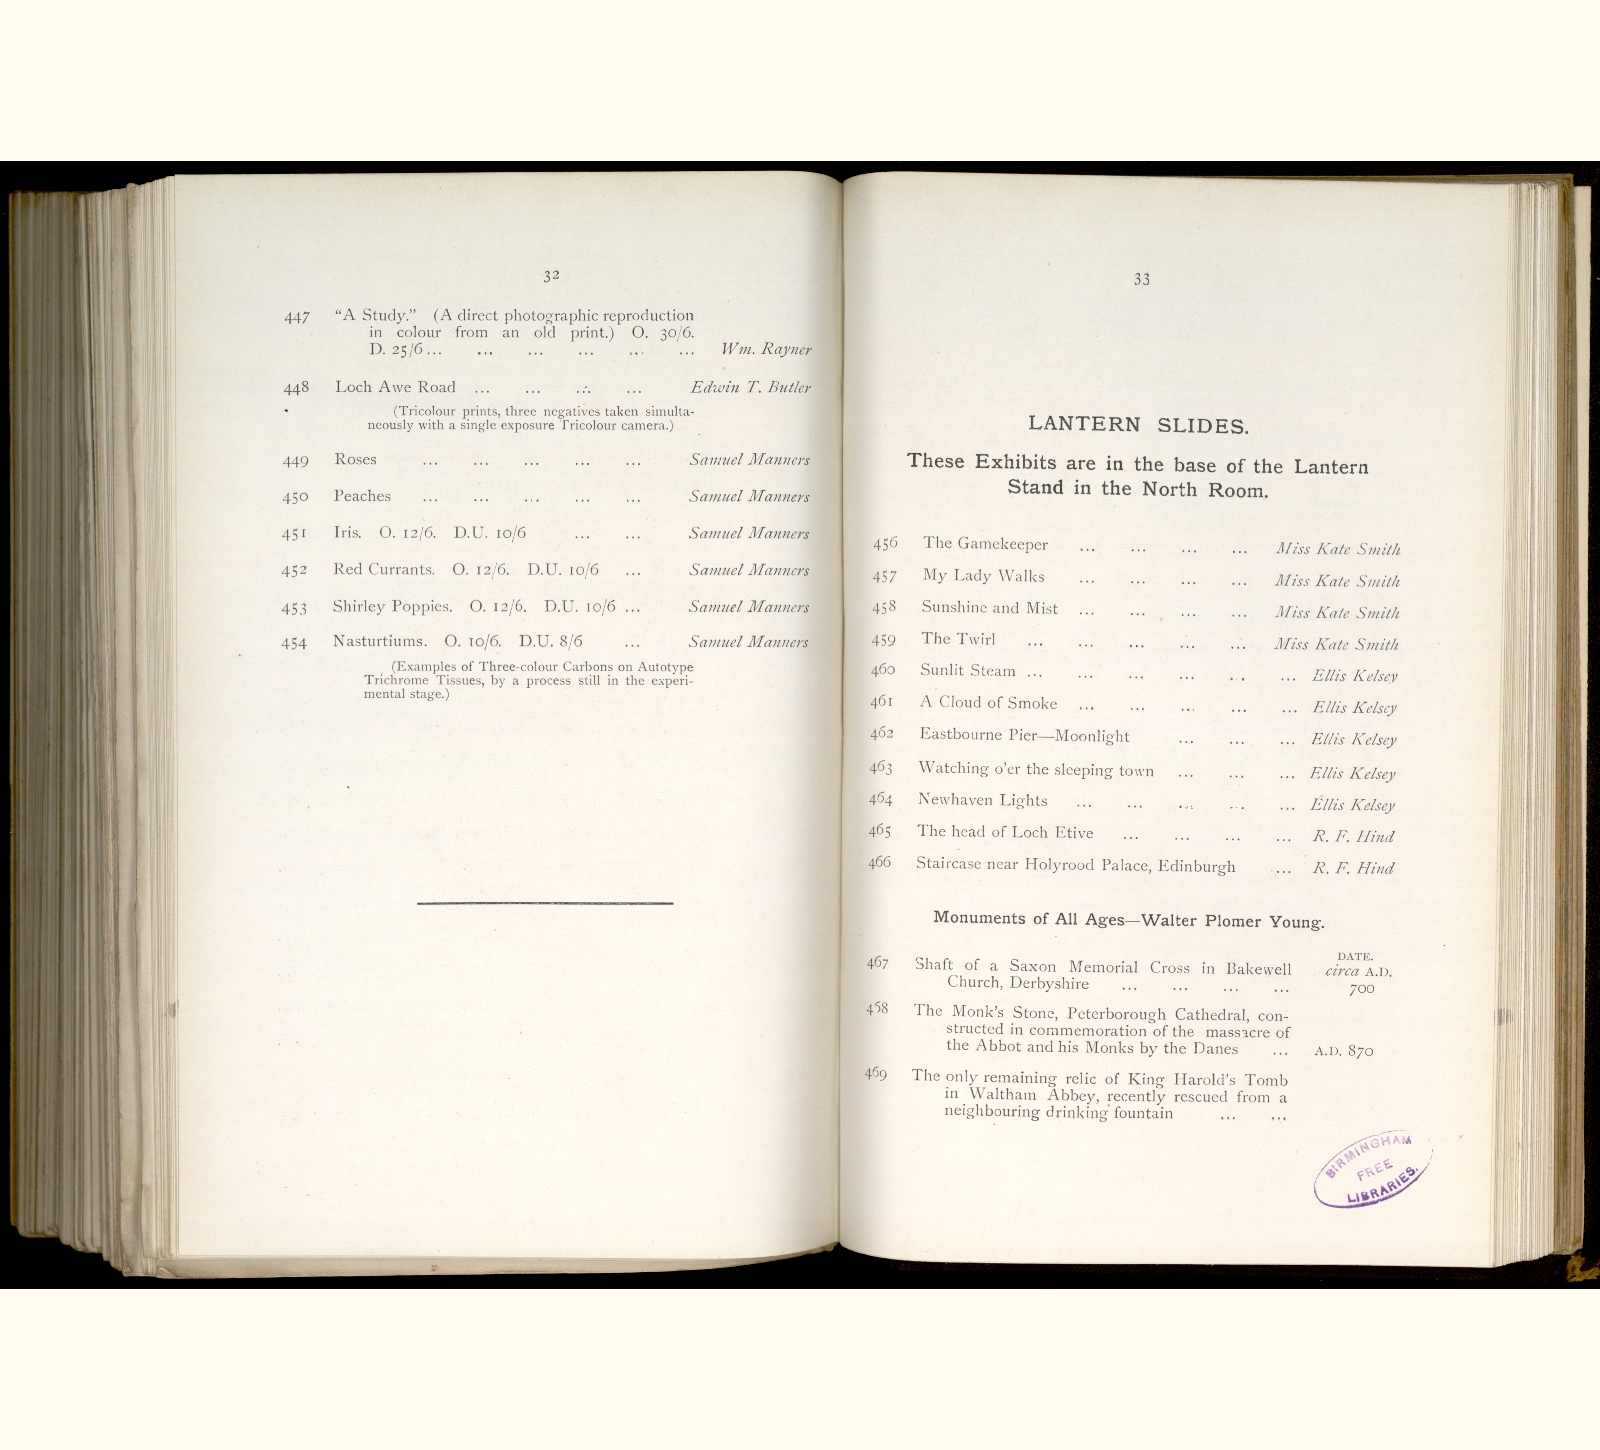 32
447 "A Study." (A direct photographic reproduction
in colour from an old print.) O. 30/6.
D. 25/6 ... ... ... ... ... ... Wm. Rayner
448 Loch Awe Road ... ... ... ... Edwin T. Butler
(Tricolour prints, three negatives taken simulta-
neously with a single exposure Tricolour camera.)
449 Roses ... ... ... ... ... Samuel Manners
450 Peaches ... ... ... ... ... Samuel Manners
451 Iris. O. 12/6. D.U. 10/6 ... ... Samuel Manners
452 Red Currants. O. 12/6. D.U. 10/6 ... Samuel Manners
453 Shirley Poppies. O. 12/6. D.U. 10/6 ... Samuel Manners
454 Nasturtiums. O. 10/6. D.U. 8/6 ... Samuel Manners
(Examples of Three-colour Carbons on Autotype
Trichrome Tissues, by a process still in the experi-
mental stage.)
33
LANTERN SLIDES.
These Exhibits are in the base of the Lantern
Stand in the North Room.
456 The Gamekeeper ... ... ... ... Miss Kate Smith
457 My Lady Walks ... ... ... ... Miss Kate Smith
458 Sunshine and Mist ... ... ... ... Miss Kate Smith
459 The Twirl ... ... ... ... ... Miss Kate Smith
460 Sunlit Steam ... ... ... ... ... ... Ellis Kelsey
461 A Cloud of Smoke ... ... ... ... ... Ellis Kelsey
462 Eastbourne Pier—Moonlight ... ... ... Ellis Kelsey
463 Watching o'er the sleeping town ... ... ... Ellis Kelsey
464 Newhaven Lights ... ... ... ... ... Ellis Kelsey
465 The head of Loch Etive ... ... ... ... R. F. Hind
466 Staircase near Holyrood Palace, Edinburgh ... R. F. Hind
Monuments of All Ages—Walter Plomer Young.
DATE.
467 Shaft of a Saxon Memorial Cross in Bakewell circa A.D.
Church, Derbyshire ... ... ... ... 700
458 The Monk's Stone, Peterborough Cathedral, con-
structed in commemoration of the massacre of
the Abbot and his Monks by the Danes ... A.D. 870
469 The only remaining relic of King Harold's Tomb
in Waltham Abbey, recently rescued from a
neighbouring drinking fountain ... ...
BIRMINGHAM
FREE
LIBRARIES.